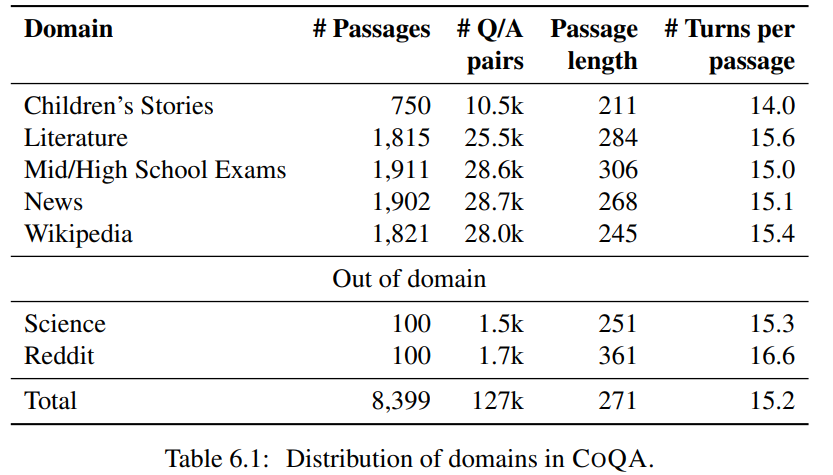 Domain # Passages # Q/A Passage # Turns per
pairs length passage
Children's Stories 750 10.5k 211 14.0
Literature 1,815 25.5k 284 15.6
Mid/High School Exams 1,911 28.6k 306 15.0
News 1,902 28.7k 268 15.1
Wikipedia 1,821 28.0k 245 15.4
Out of domain
Science 100 1.5k 251 15.3
Reddit 100 1.7k 361 16.6
Total 8,399 127k 271 15.2
Table 6.1: Distribution of domains in COQA.